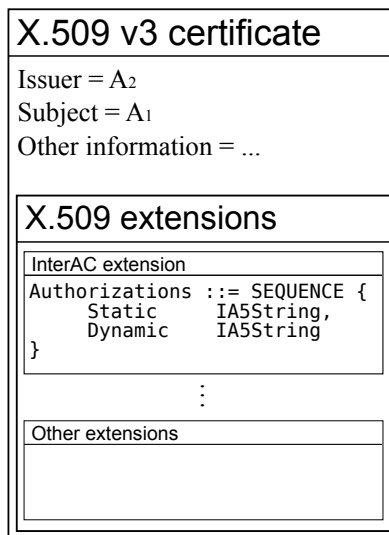 X.509 v3 certificate
Issuer = A₂
Subject = A₁
Other information = ...
X.509 extensions
InterAC extension
Authorizations ::= SEQUENCE {
Static IA5String,
Dynamic IA5String
}
⋮
Other extensions